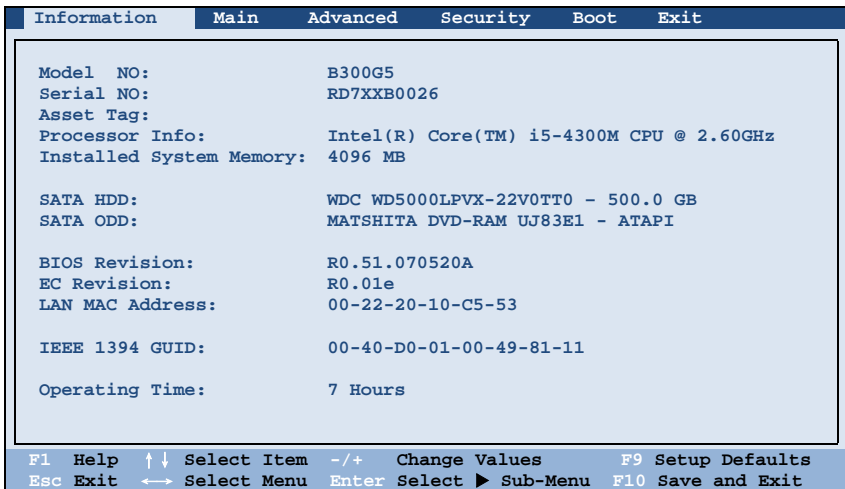 Information Main Advanced Security Boot Exit
Model NO: B300G5
Serial NO: RD7XXB0026
Asset Tag:
Processor Info: Intel(R) Core(TM) i5-4300M CPU @ 2.60GHz
Installed System Memory: 4096 MB
SATA HDD: WDC WD5000LPVX-22V0TT0 – 500.0 GB
SATA ODD: MATSHITA DVD-RAM UJ83E1 - ATAPI
BIOS Revision: R0.51.070520A
EC Revision: R0.01e
LAN MAC Address: 00-22-20-10-C5-53
IEEE 1394 GUID: 00-40-D0-01-00-49-81-11
Operating Time: 7 Hours
F1 Help ↑↓ Select Item -/+ Change Values F9 Setup Defaults
Esc Exit ←→ Select Menu Enter Select ▶ Sub-Menu F10 Save and Exit